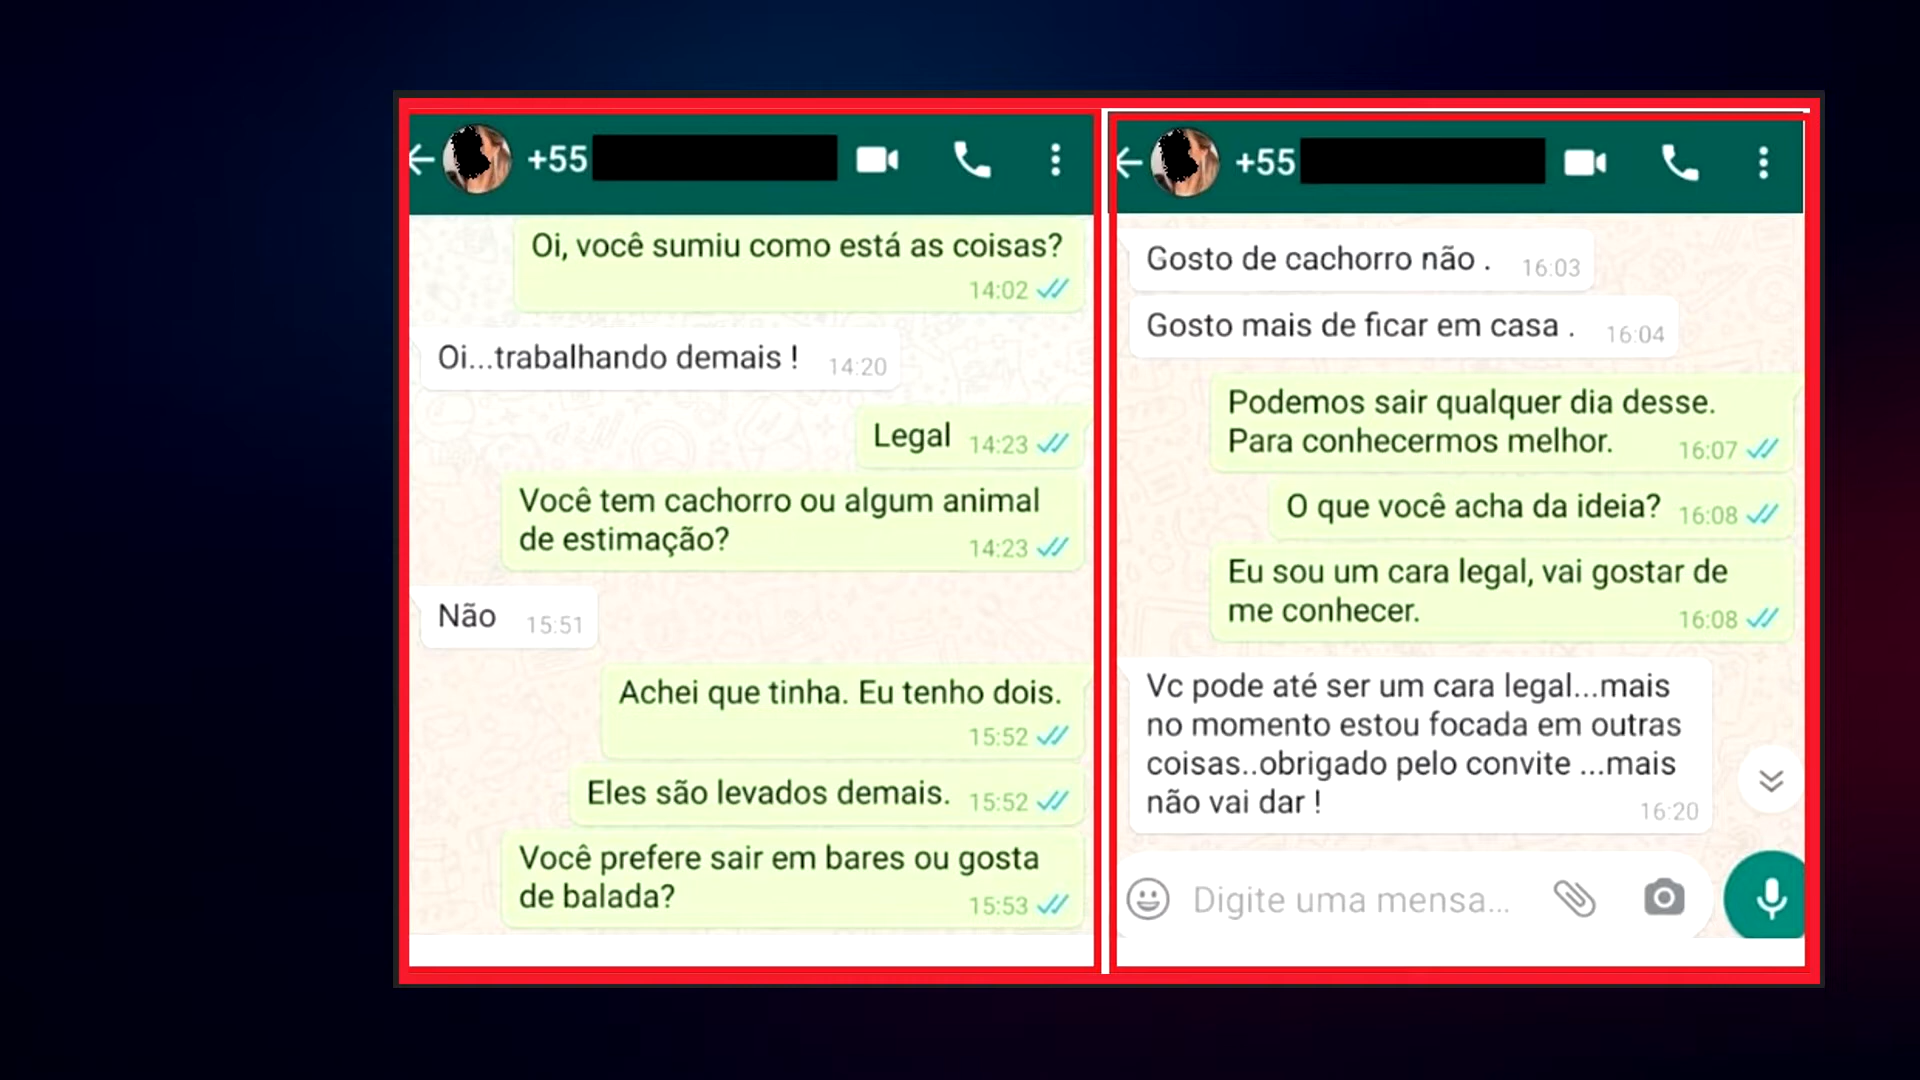 +55
Oi, você sumiu como está as coisas?
14:02
Oi...trabalhando demais ! 14:20
Legal 14:23
Você tem cachorro ou algum animal
de estimação? 14:23
Não 15:51
Achei que tinha. Eu tenho dois.
15:52
Eles são levados demais. 15:52
Você prefere sair em bares ou gosta
de balada? 15:53
+55
Gosto de cachorro não . 16:03
Gosto mais de ficar em casa . 16:04
Podemos sair qualquer dia desse.
Para conhecermos melhor. 16:07
O que você acha da ideia? 16:08
Eu sou um cara legal, vai gostar de
me conhecer. 16:08
Vc pode até ser um cara legal...mais
no momento estou focada em outras
coisas..obrigado pelo convite ...mais
não vai dar ! 16:20
Digite uma mensa...